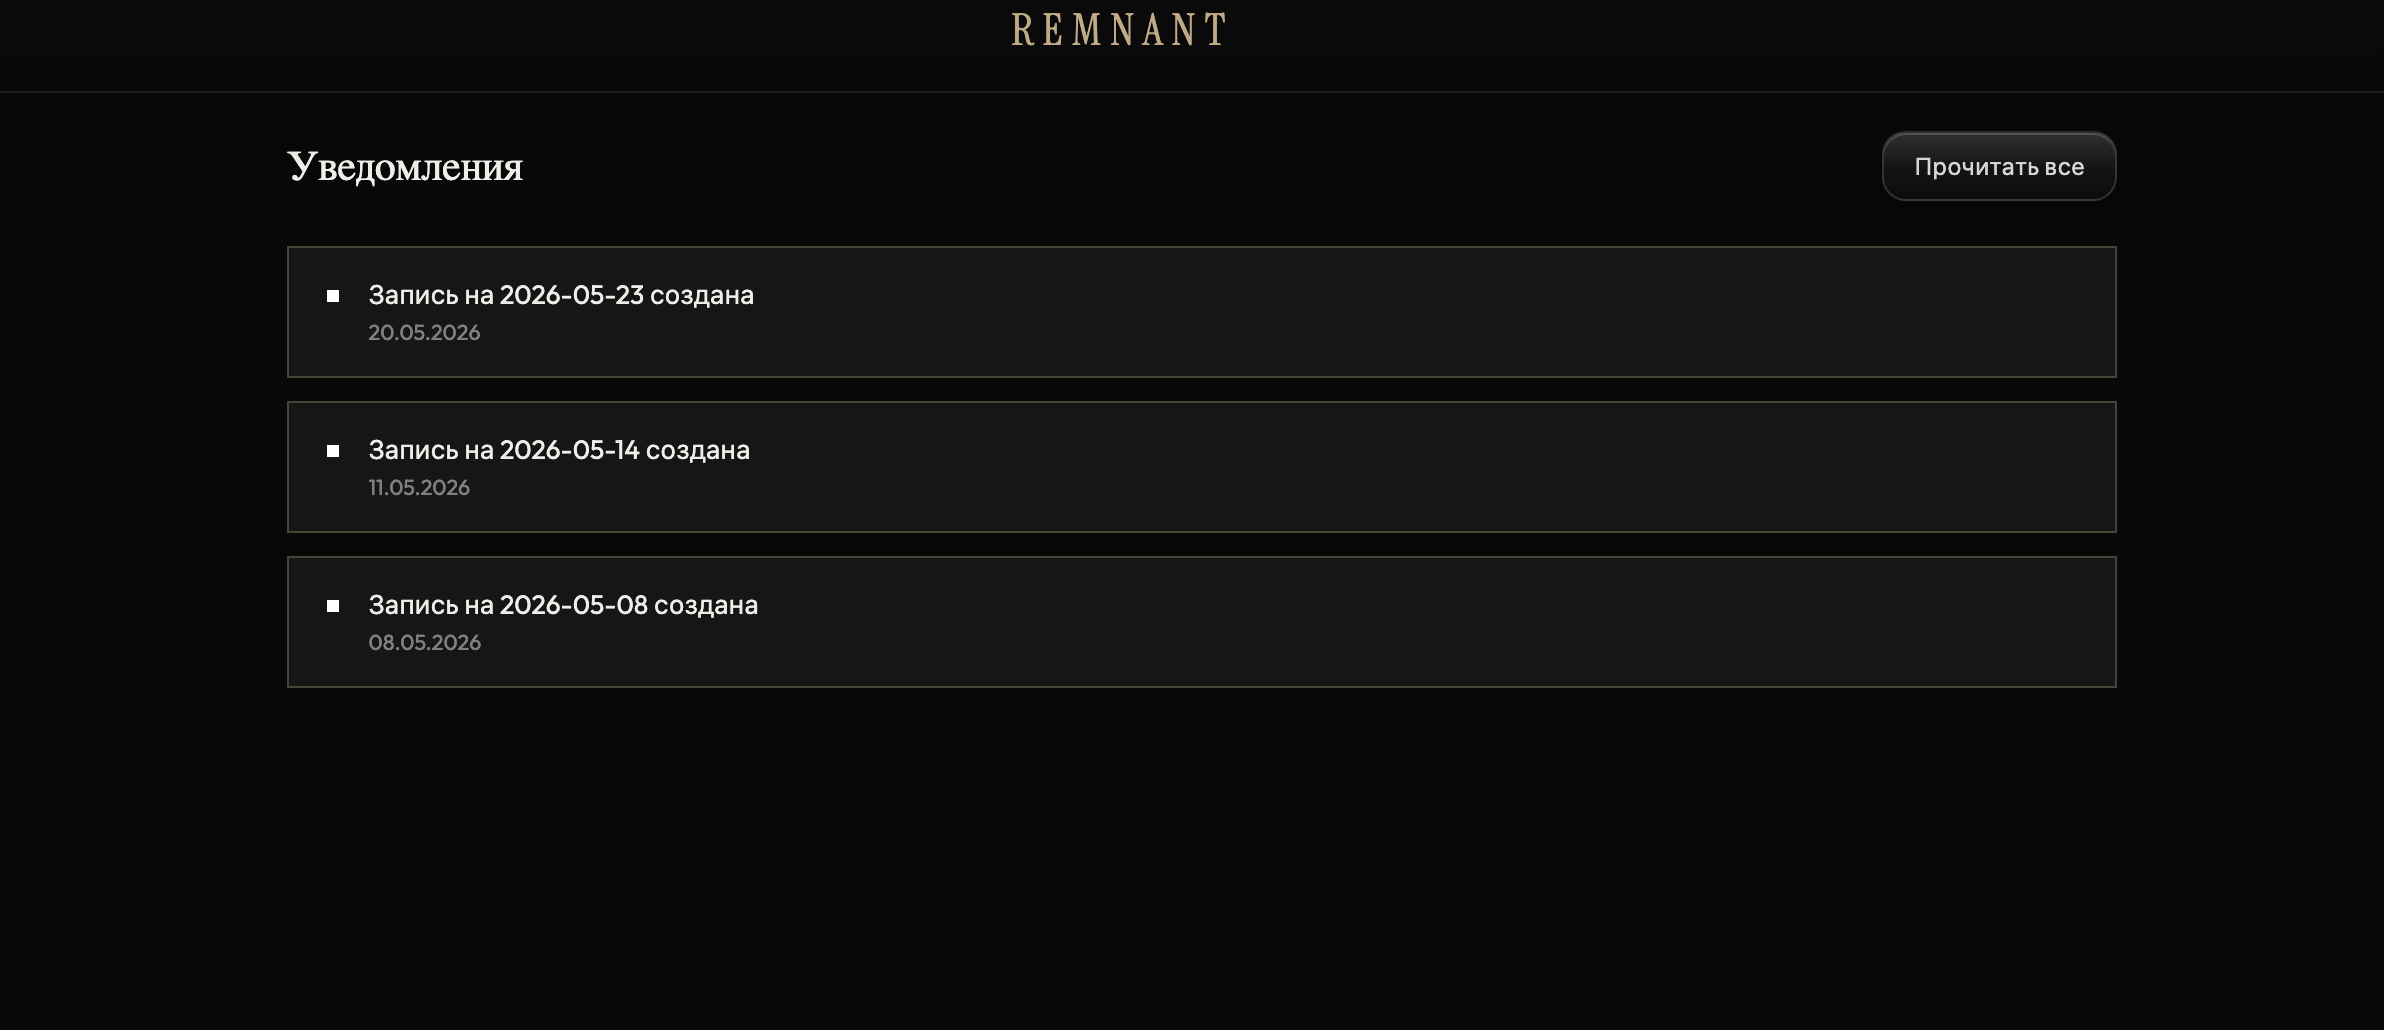 REMNANT
Уведомления
Прочитать все
Запись на 2026-05-23 создана
20.05.2026
Запись на 2026-05-14 создана
11.05.2026
Запись на 2026-05-08 создана
08.05.2026